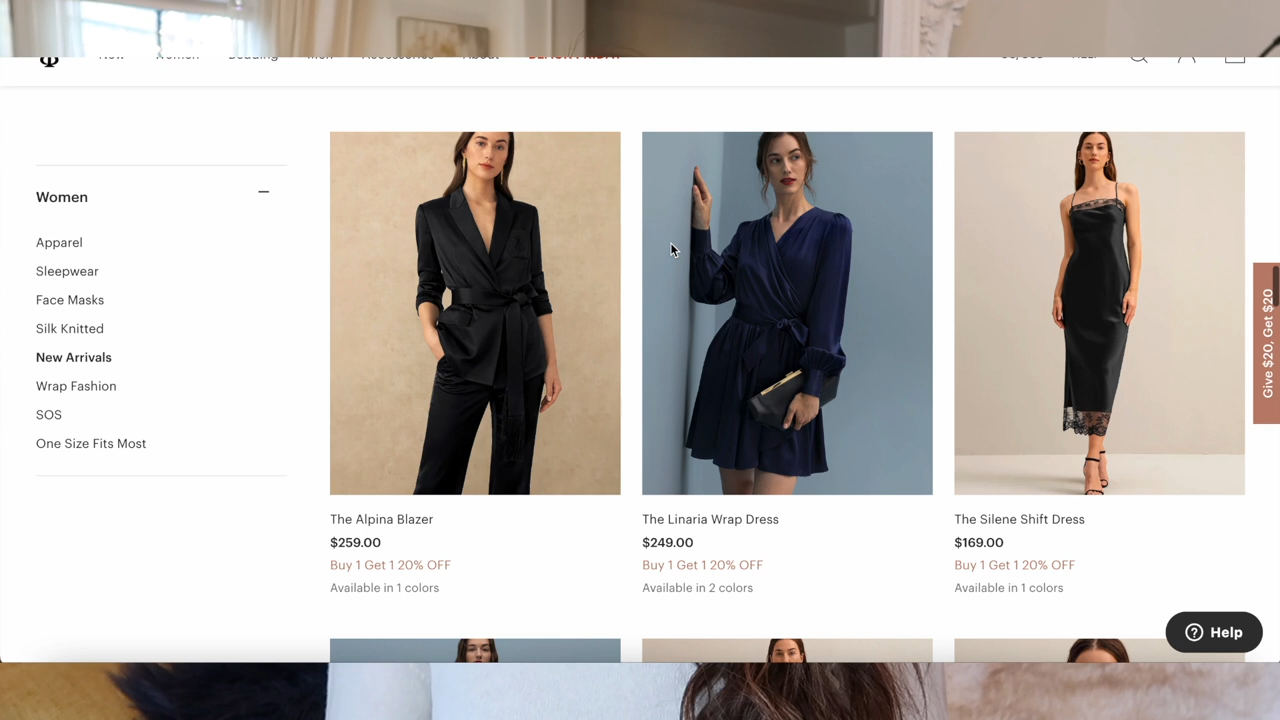 Women
Apparel
Sleepwear
Face Masks
Silk Knitted
New Arrivals
Wrap Fashion
SOS
One Size Fits Most
The Alpina Blazer
$259.00
Buy 1 Get 1 20% OFF
Available in 1 colors
The Linaria Wrap Dress
$249.00
Buy 1 Get 1 20% OFF
Available in 2 colors
The Silene Shift Dress
$169.00
Buy 1 Get 1 20% OFF
Available in 1 colors
Give $20, Get $20
Help